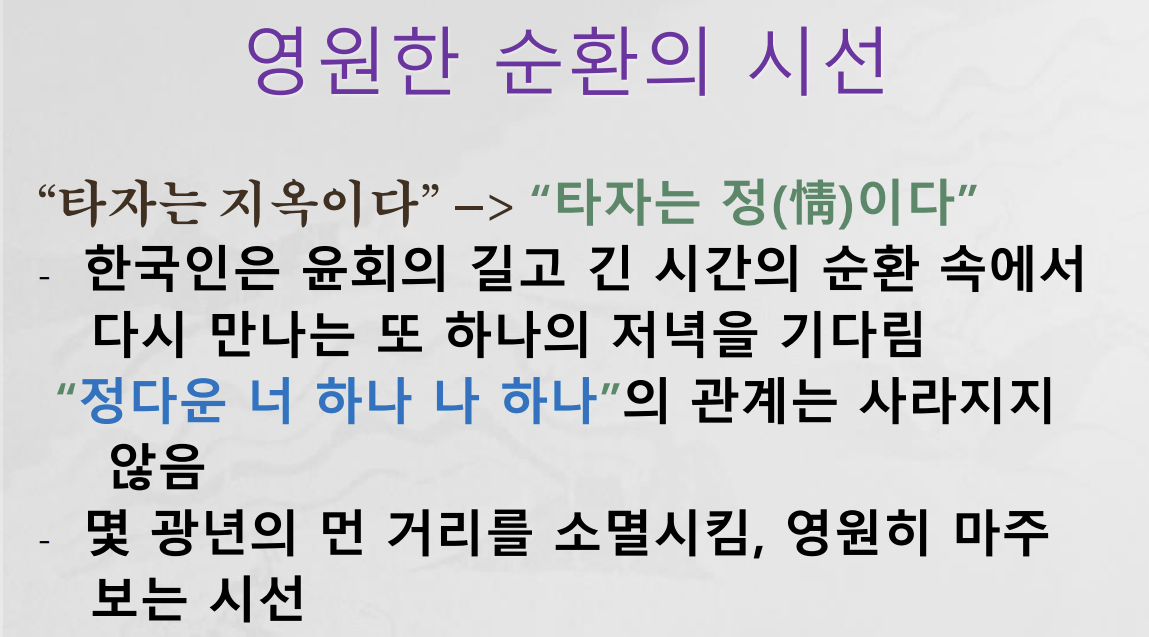 영원한 순환의 시선
“타자는 지옥이다” –> “타자는 정(情)이다”
- 한국인은 윤회의 길고 긴 시간의 순환 속에서
다시 만나는 또 하나의 저녁을 기다림
“정다운 너 하나 나 하나”의 관계는 사라지지
않음
- 몇 광년의 먼 거리를 소멸시킴, 영원히 마주
보는 시선